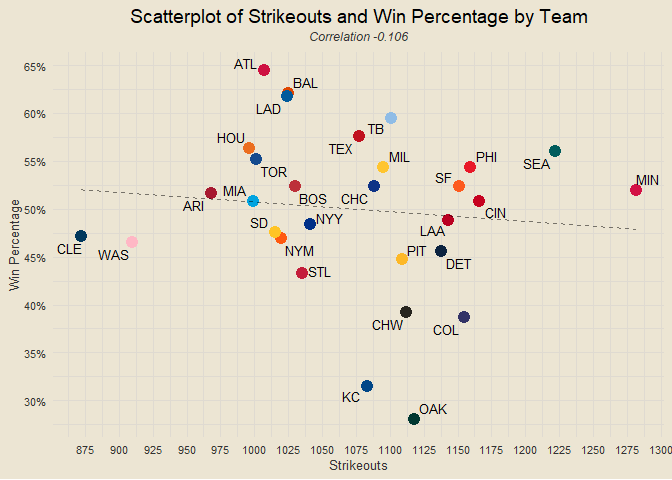 Scatterplot of Strikeouts and Win Percentage by Team
Correlation -0.106
Win Percentage
65%
60%
55%
50%
45%
40%
35%
30%
ATL
BAL
LAD
TB
HOU
TEX
MIL
PHI
SEA
TOR
SF
MIN
MIA
BOS
CHC
ARI
CIN
SD
NYY
LAA
CLE
WAS
NYM
PIT
DET
STL
CHW
COL
KC
OAK
875 900 925 950 975 1000 1025 1050 1075 1100 1125 1150 1175 1200 1225 1250 1275 1300
Strikeouts